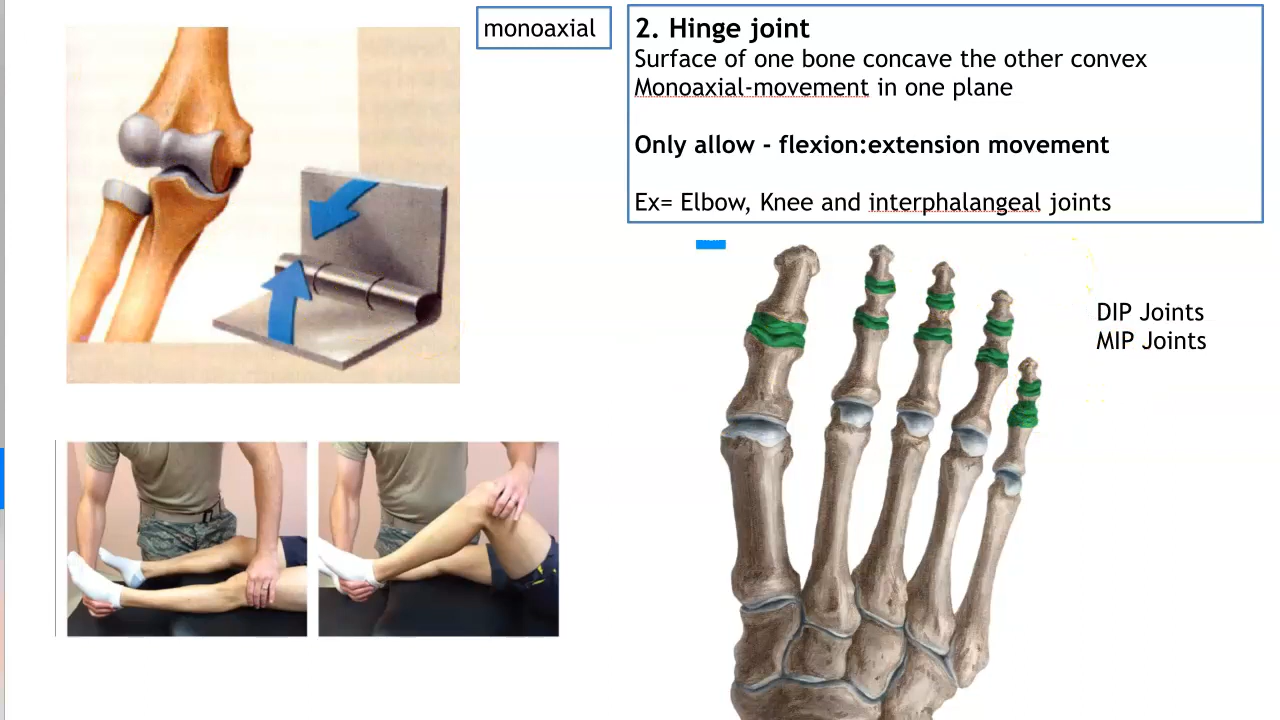 monoaxial
2. Hinge joint
Surface of one bone concave the other convex
Monoaxial-movement in one plane
Only allow - flexion:extension movement
Ex= Elbow, Knee and interphalangeal joints
DIP Joints
MIP Joints